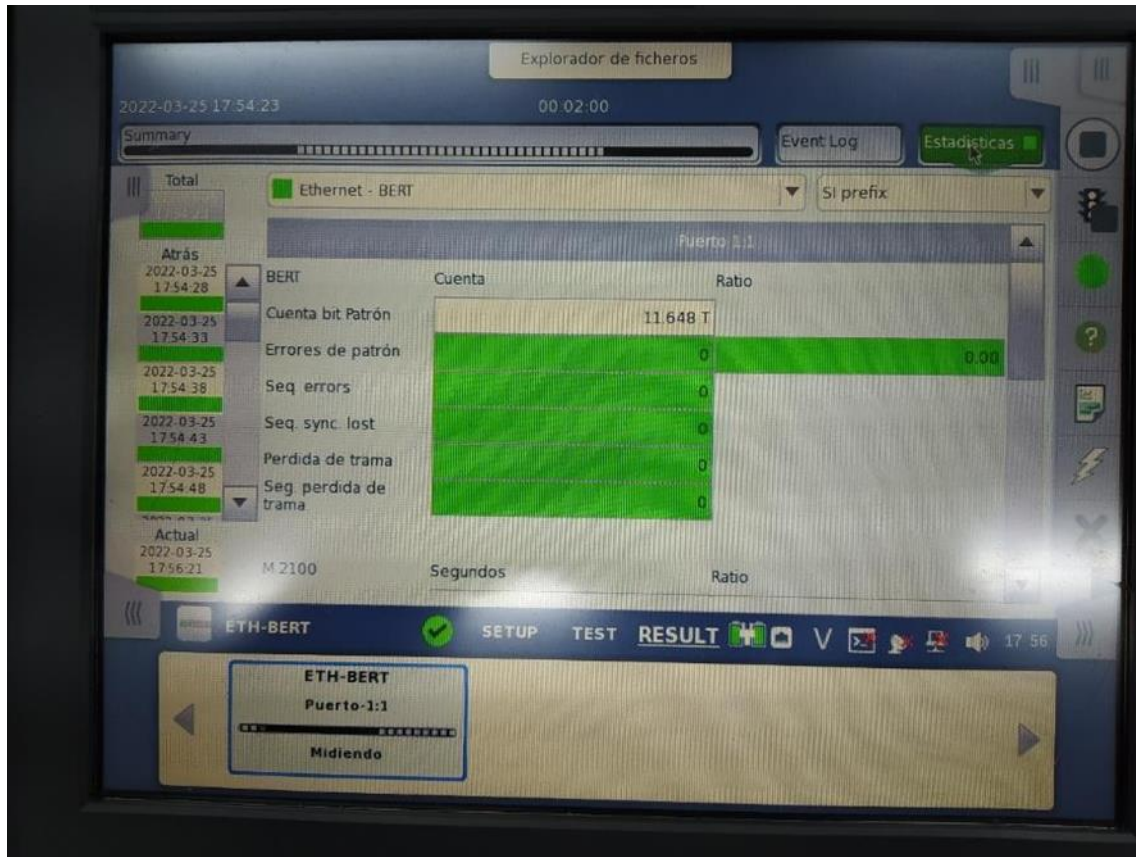 Explorador de ficheros
2022-03-25 17:54:23 00:02:00
Summary Event Log Estadísticas
Total Ethernet - BERT SI prefix
Puerto 1:1
Atrás
2022-03-25
17:54:28
BERT Cuenta Ratio
2022-03-25
17:54:33
Cuenta bit Patrón 11.648 T
Errores de patrón 0 0.00
2022-03-25
17:54:38
Seq. errors 0
2022-03-25
17:54:43
Seq. sync. lost 0
Perdida de trama 0
2022-03-25
17:54:48
Seg. perdida de
trama 0
Actual
2022-03-25
17:56:21
M.2100 Segundos Ratio
ETH-BERT SETUP TEST RESULT V 17:56
ETH-BERT
Puerto-1:1
Midiendo